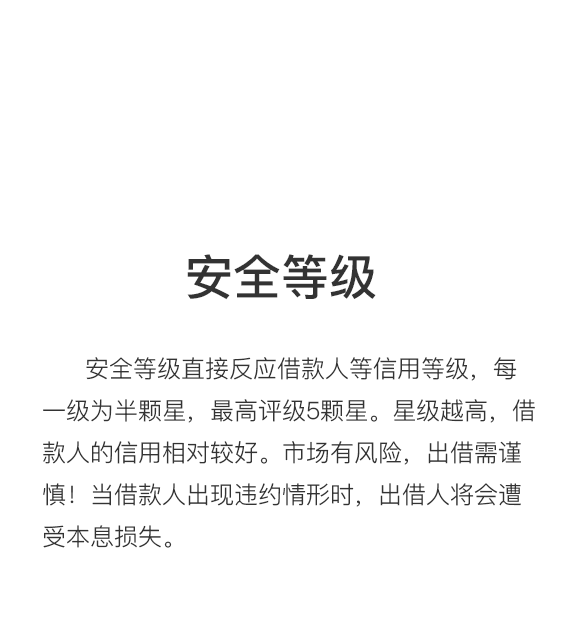 安全等级
安全等级直接反应借款人等信用等级，每
一级为半颗星，最高评级5颗星。星级越高，借
款人的信用相对较好。市场有风险，出借需谨
慎！当借款人出现违约情形时，出借人将会遭
受本息损失。